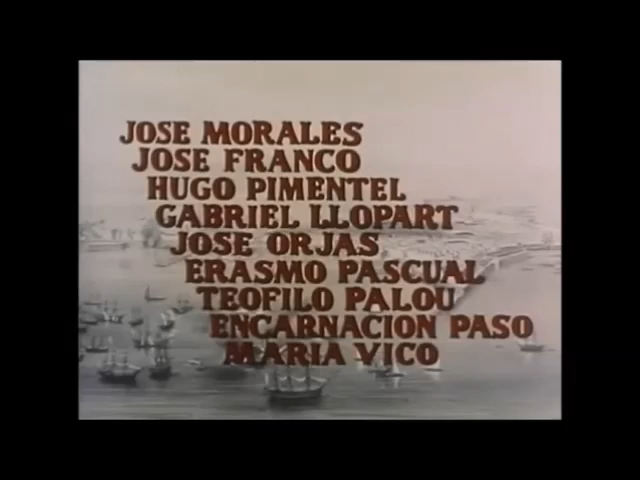 JOSE MORALES
JOSE FRANCO
HUGO PIMENTEL
GABRIEL LLOPART
JOSE ORJAS
ERASMO PASCUAL
TEOFILO PALOU
ENCARNACION PASO
MARIA VICO